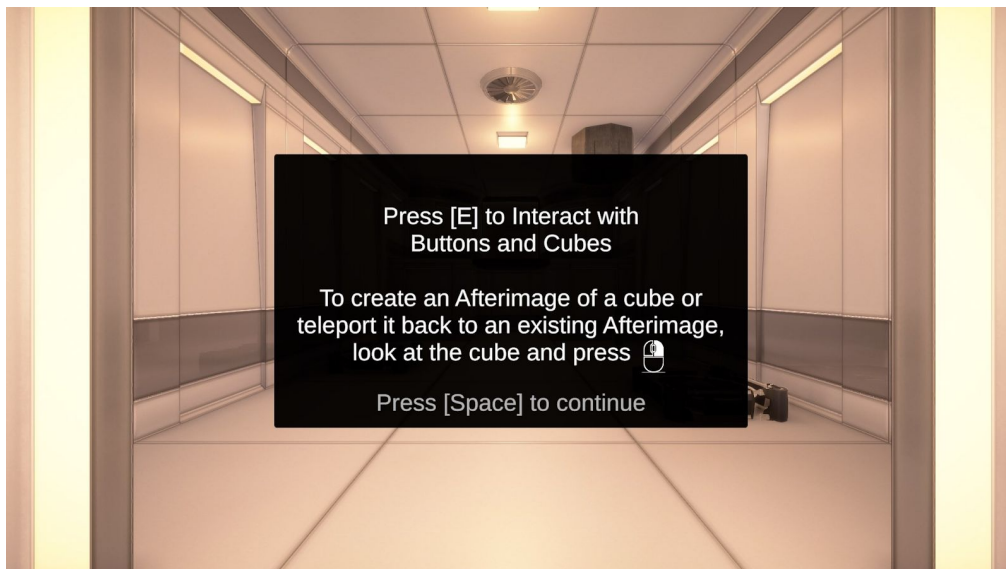 Press [E] to Interact with
Buttons and Cubes
To create an Afterimage of a cube or
teleport it back to an existing Afterimage,
look at the cube and press
Press [Space] to continue